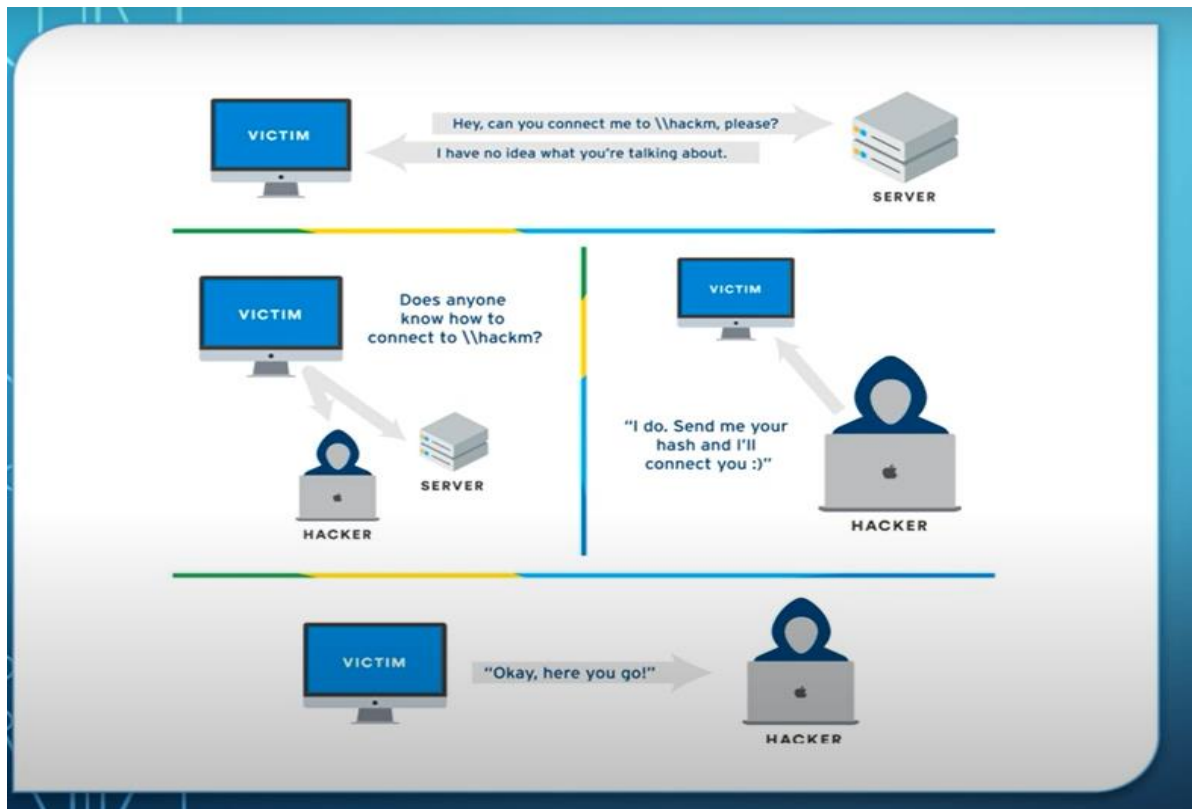 VICTIM
Hey, can you connect me to \\hackm, please?
I have no idea what you're talking about.
SERVER
VICTIM
Does anyone
know how to
connect to \\hackm?
SERVER
HACKER
VICTIM
"I do. Send me your
hash and I'll
connect you :)"
HACKER
VICTIM
"Okay, here you go!"
HACKER